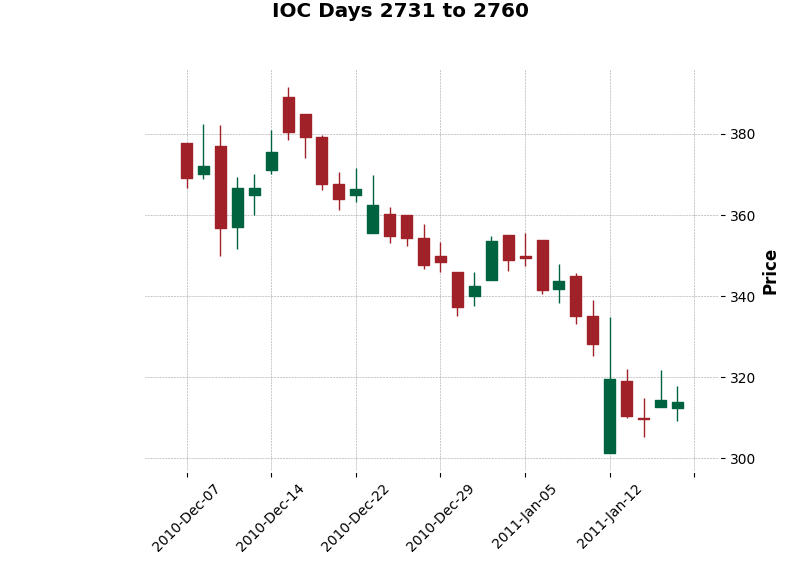 IOC Days 2731 to 2760
380
360
340
320
300
Price
2010-Dec-07
2010-Dec-14
2010-Dec-22
2010-Dec-29
2011-Jan-05
2011-Jan-12